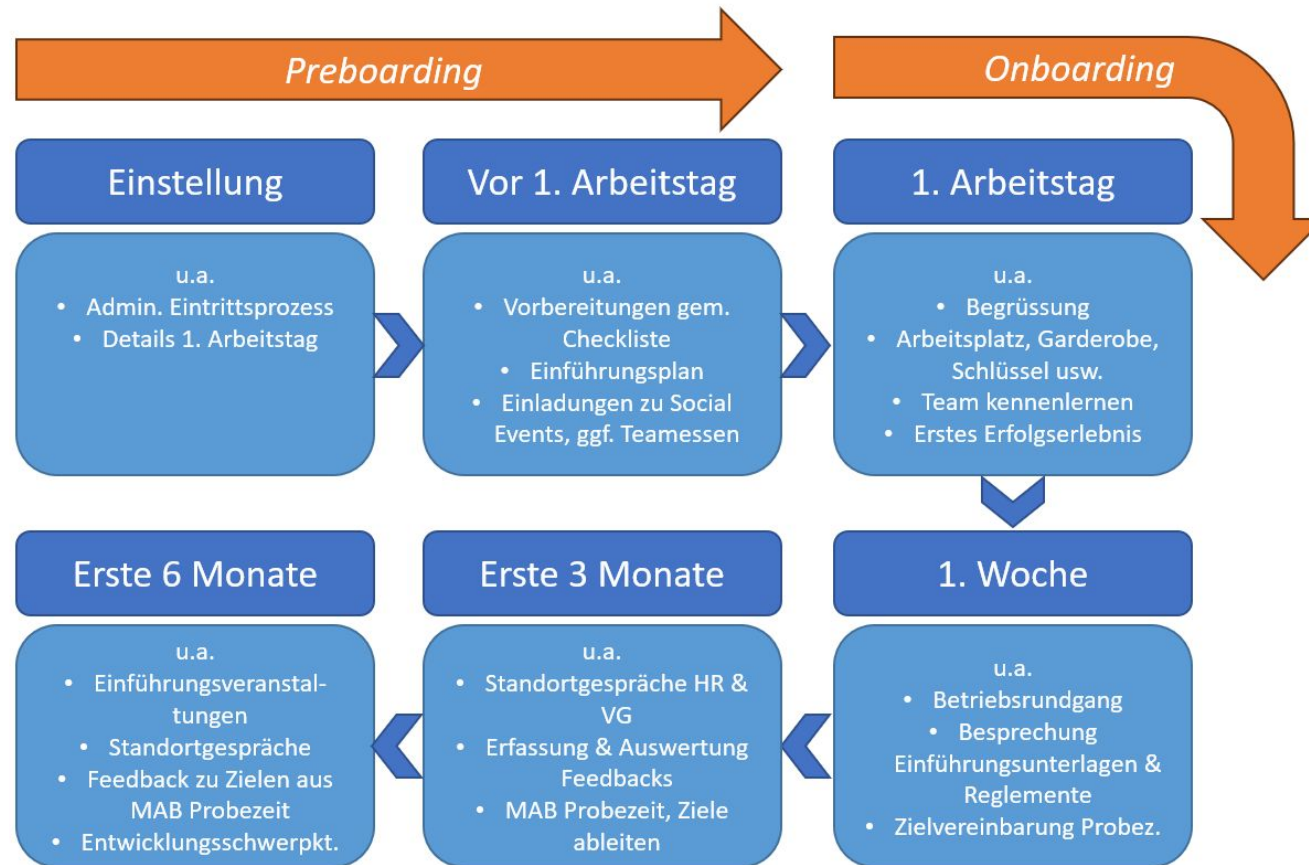 Preboarding
Onboarding
Einstellung
u.a.
• Admin. Eintrittsprozess
• Details 1. Arbeitstag
Vor 1. Arbeitstag
u.a.
• Vorbereitungen gem.
Checkliste
• Einführungsplan
• Einladungen zu Social
Events, ggf. Teamessen
1. Arbeitstag
u.a.
• Begrüssung
• Arbeitsplatz, Garderobe,
Schlüssel usw.
• Team kennenlernen
• Erstes Erfolgserlebnis
1. Woche
u.a.
• Betriebsrundgang
• Besprechung
Einführungsunterlagen &
Reglemente
• Zielvereinbarung Probez.
Erste 3 Monate
u.a.
• Standortgespräche HR &
VG
• Erfassung & Auswertung
Feedbacks
• MAB Probezeit, Ziele
ableiten
Erste 6 Monate
u.a.
• Einführungsveranstal-
tungen
• Standortgespräche
• Feedback zu Zielen aus
MAB Probezeit
• Entwicklungsschwerpkt.